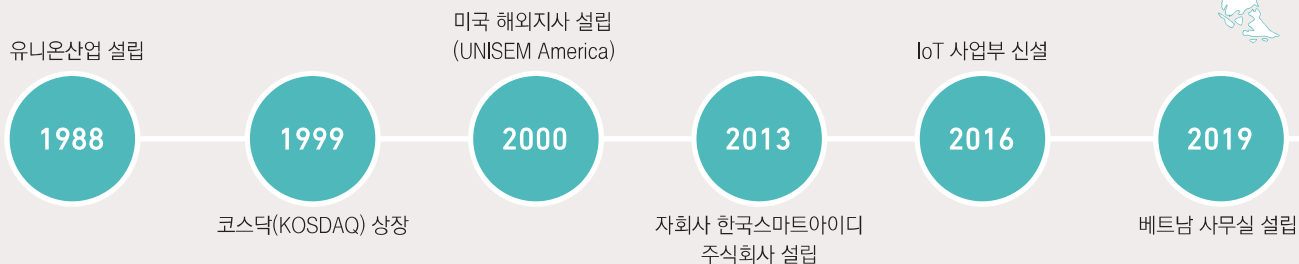 유니온산업 설립
1988
1999
코스닥(KOSDAQ) 상장
미국 해외지사 설립
(UNISEM America)
2000
2013
자회사 한국스마트아이디
주식회사 설립
IoT 사업부 신설
2016
2019
베트남 사무실 설립